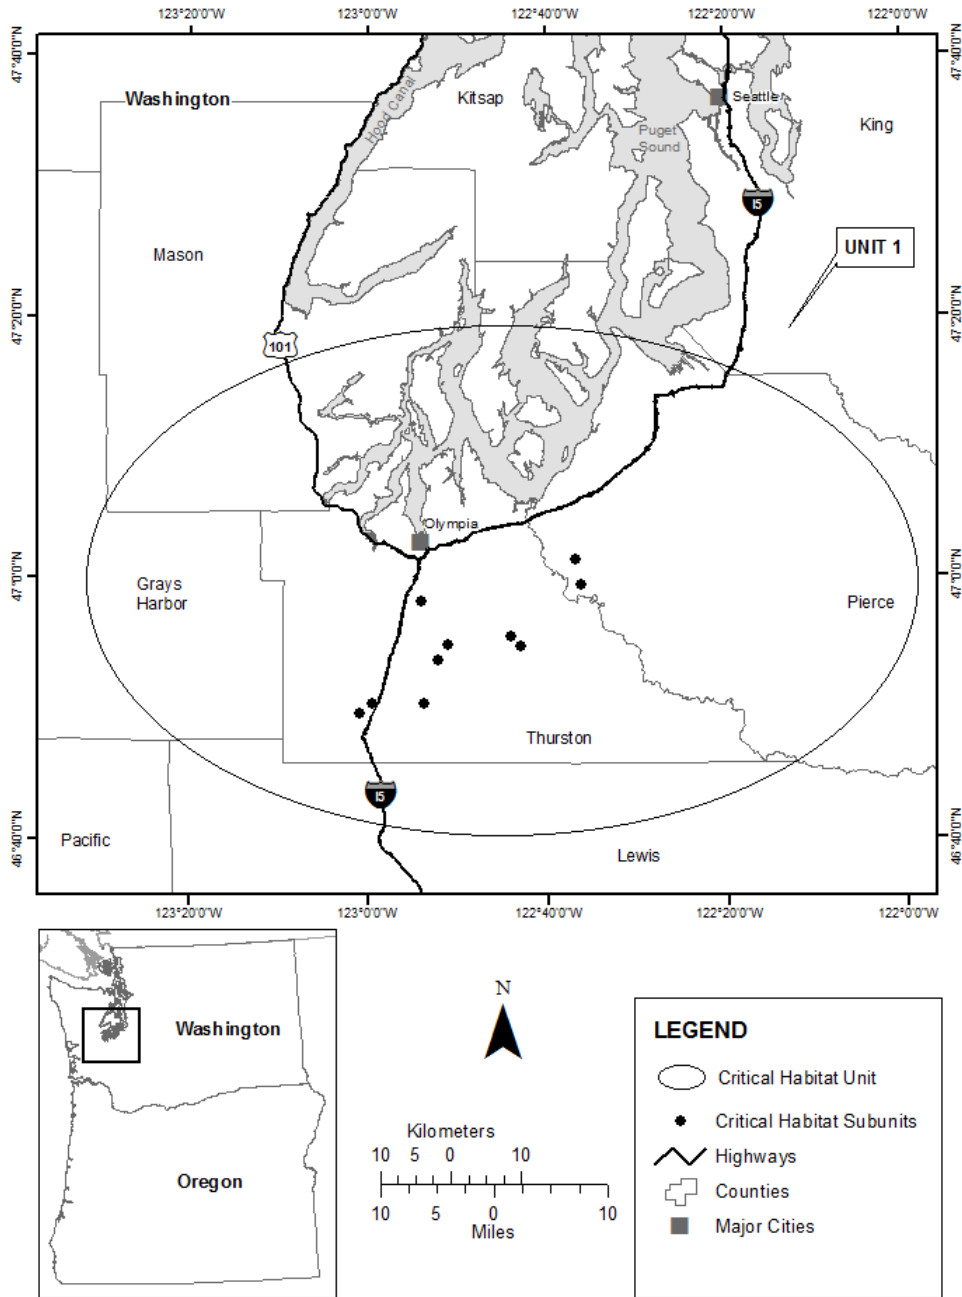 123°20'0"W 123°0'0"W 122°40'0"W 122°20'0"W 122°0'0"W
47°40'0"N
47°40'0"N
Washington
Hood Canal
Kitsap
Seattle
King
Puget
Sound
I5
UNIT 1
Mason
47°20'0"N
47°20'0"N
101
Olympia
47°0'0"N
47°0'0"N
Grays
Harbor
Pierce
Thurston
I5
46°40'0"N
46°40'0"N
Pacific
Lewis
123°20'0"W 123°0'0"W 122°40'0"W 122°20'0"W 122°0'0"W
Washington
Oregon
N
Kilometers
10 5 0 10
10 5 0 10
Miles
LEGEND
Critical Habitat Unit
Critical Habitat Subunits
Highways
Counties
Major Cities